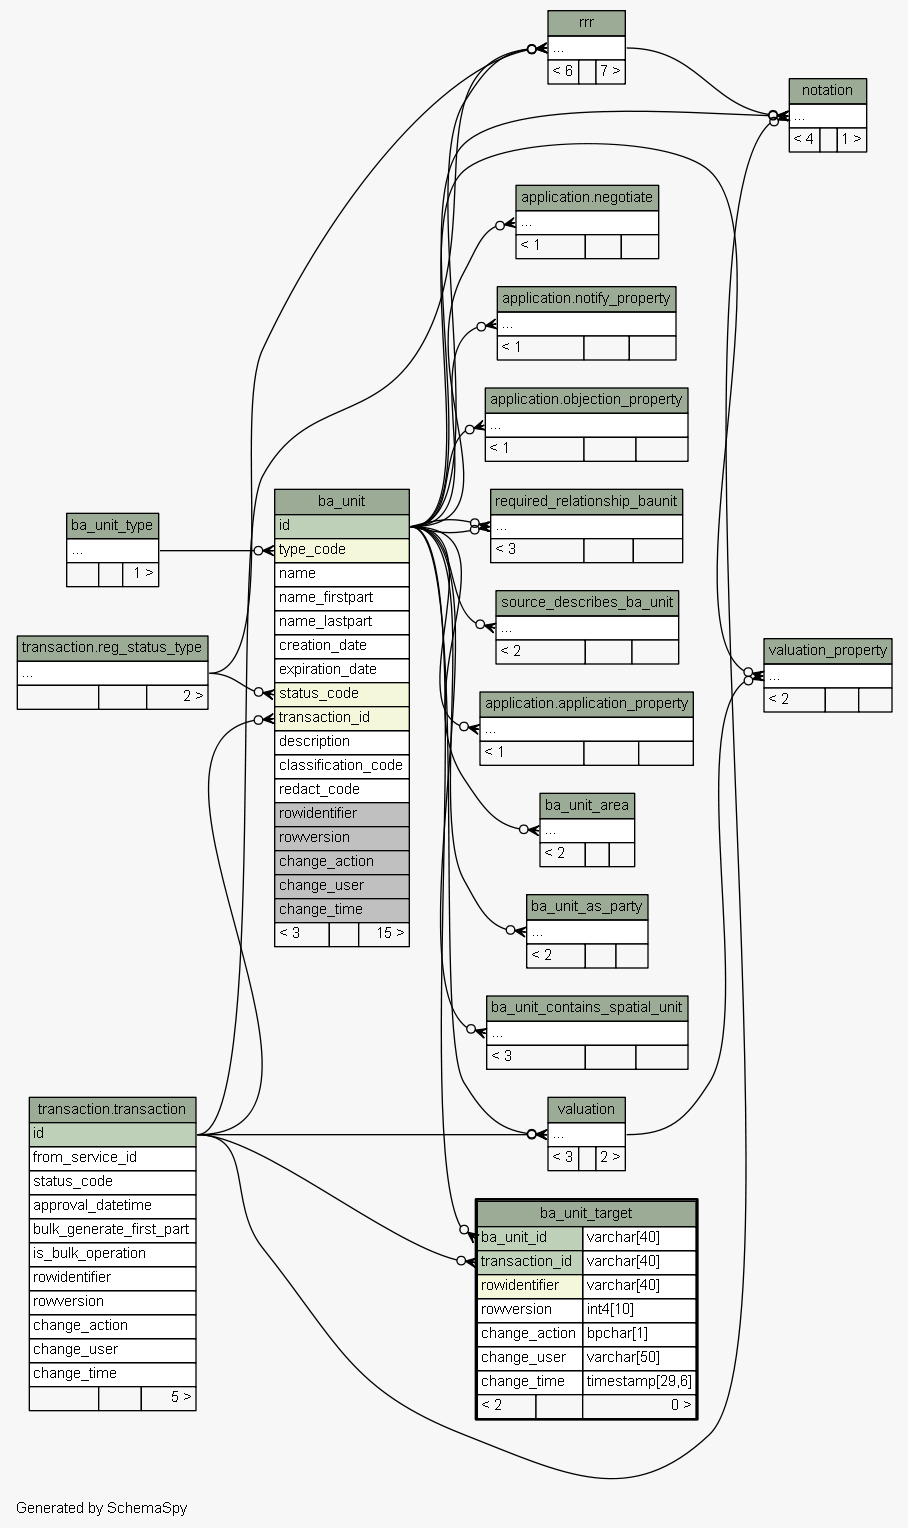 rrr
...
< 6 7 >
notation
...
< 4 1 >
application.negotiate
...
< 1
application.notify_property
...
< 1
application.objection_property
...
< 1
ba_unit
id
type_code
name
name_firstpart
name_lastpart
creation_date
expiration_date
status_code
transaction_id
description
classification_code
redact_code
rowidentifier
rowversion
change_action
change_user
change_time
< 3 15 >
required_relationship_baunit
...
< 3
ba_unit_type
...
1 >
source_describes_ba_unit
...
< 2
transaction.reg_status_type
...
2 >
valuation_property
...
< 2
application.application_property
...
< 1
ba_unit_area
...
< 2
ba_unit_as_party
...
< 2
ba_unit_contains_spatial_unit
...
< 3
transaction.transaction
id
from_service_id
status_code
approval_datetime
bulk_generate_first_part
is_bulk_operation
rowidentifier
rowversion
change_action
change_user
change_time
5 >
valuation
...
< 3 2 >
ba_unit_target
ba_unit_id varchar[40]
transaction_id varchar[40]
rowidentifier varchar[40]
rowversion int4[10]
change_action bpchar[1]
change_user varchar[50]
change_time timestamp[29,6]
< 2 0 >
Generated by SchemaSpy